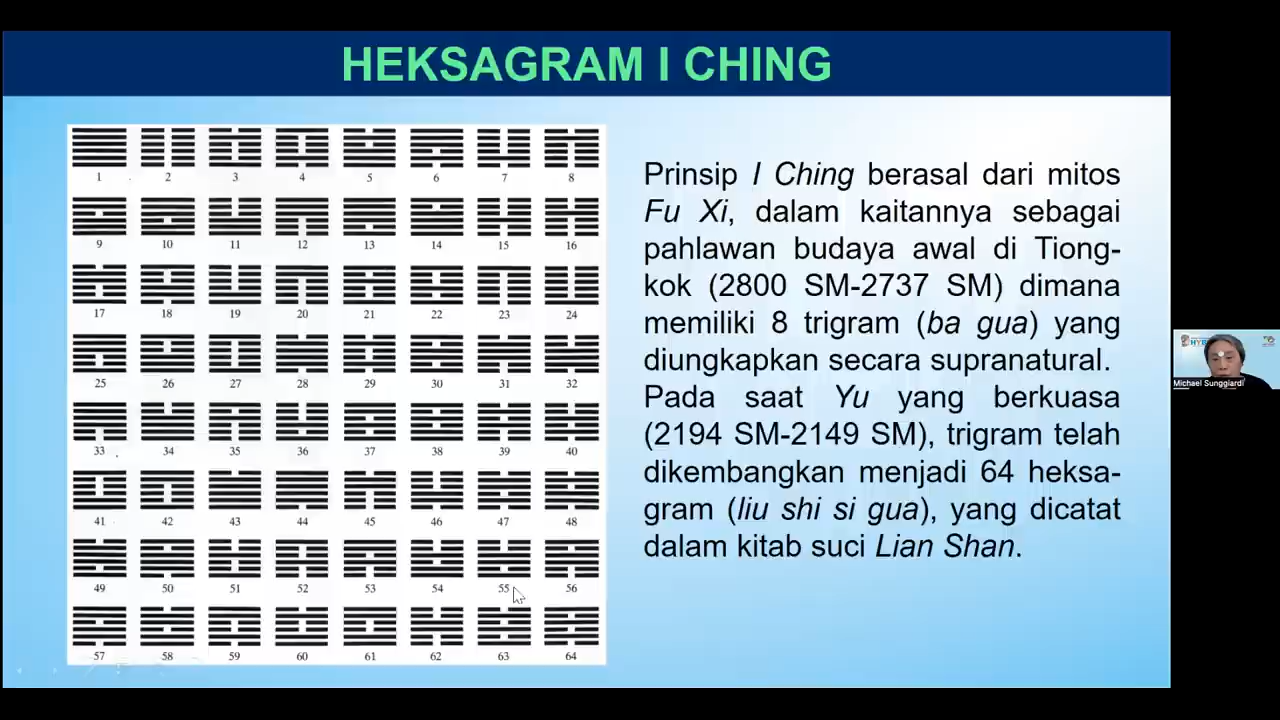 HEKSAGRAM I CHING
1 2 3 4 5 6 7 8
9 10 11 12 13 14 15 16
17 18 19 20 21 22 23 24
25 26 27 28 29 30 31 32
33 34 35 36 37 38 39 40
41 42 43 44 45 46 47 48
49 50 51 52 53 54 55 56
57 58 59 60 61 62 63 64
Prinsip I Ching berasal dari mitos
Fu Xi, dalam kaitannya sebagai
pahlawan budaya awal di Tiong-
kok (2800 SM-2737 SM) dimana
memiliki 8 trigram (ba gua) yang
diungkapkan secara supranatural.
Pada saat Yu yang berkuasa
(2194 SM-2149 SM), trigram telah
dikembangkan menjadi 64 heksa-
gram (liu shi si gua), yang dicatat
dalam kitab suci Lian Shan.
Michael Sunggiardi